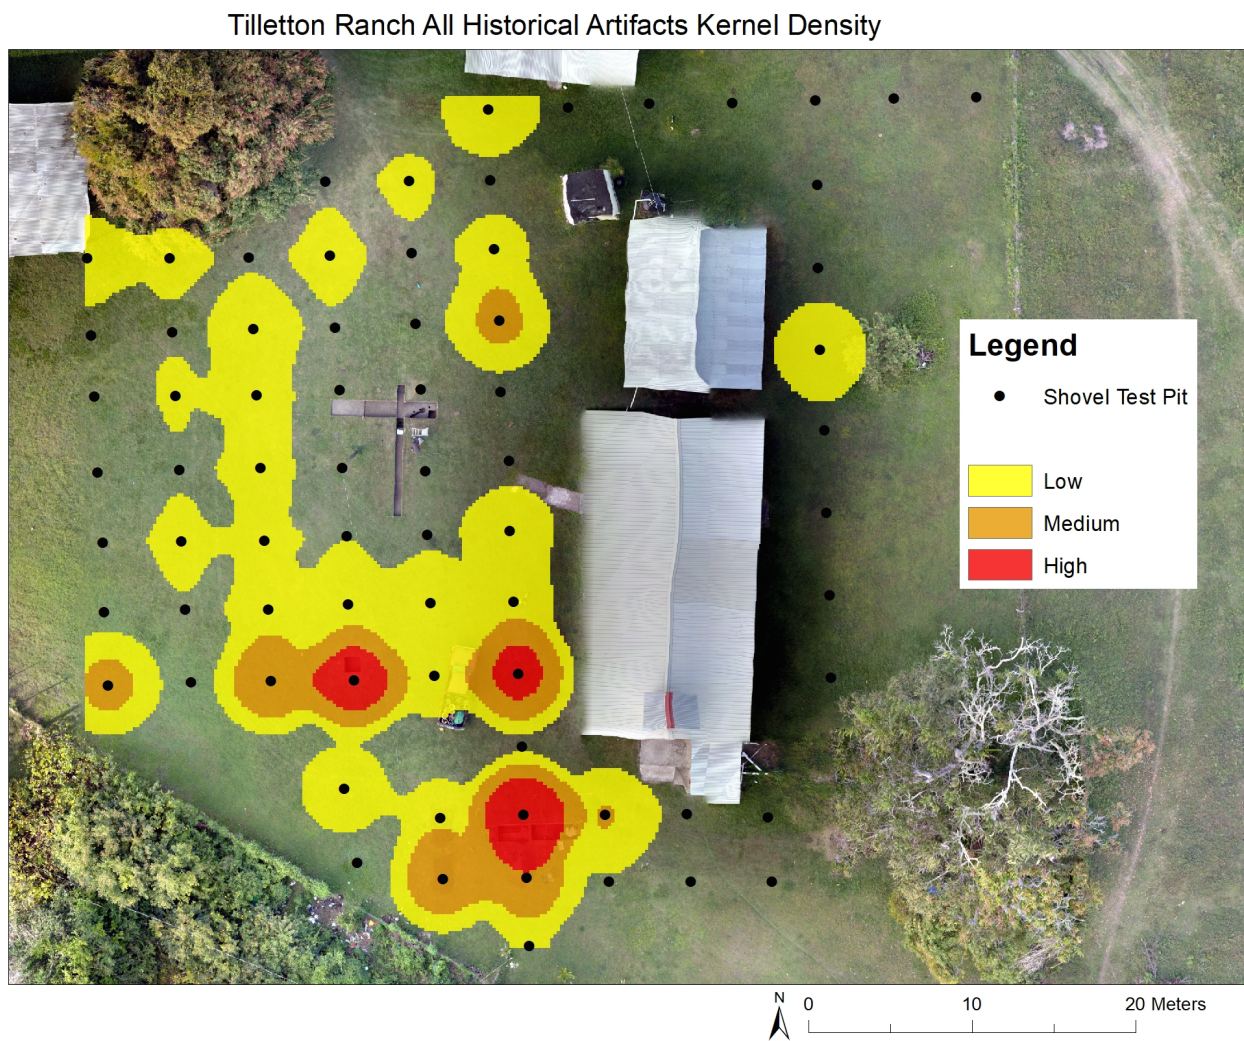 Tilletton Ranch All Historical Artifacts Kernel Density
Legend
Shovel Test Pit
Low
Medium
High
N
0 10 20 Meters